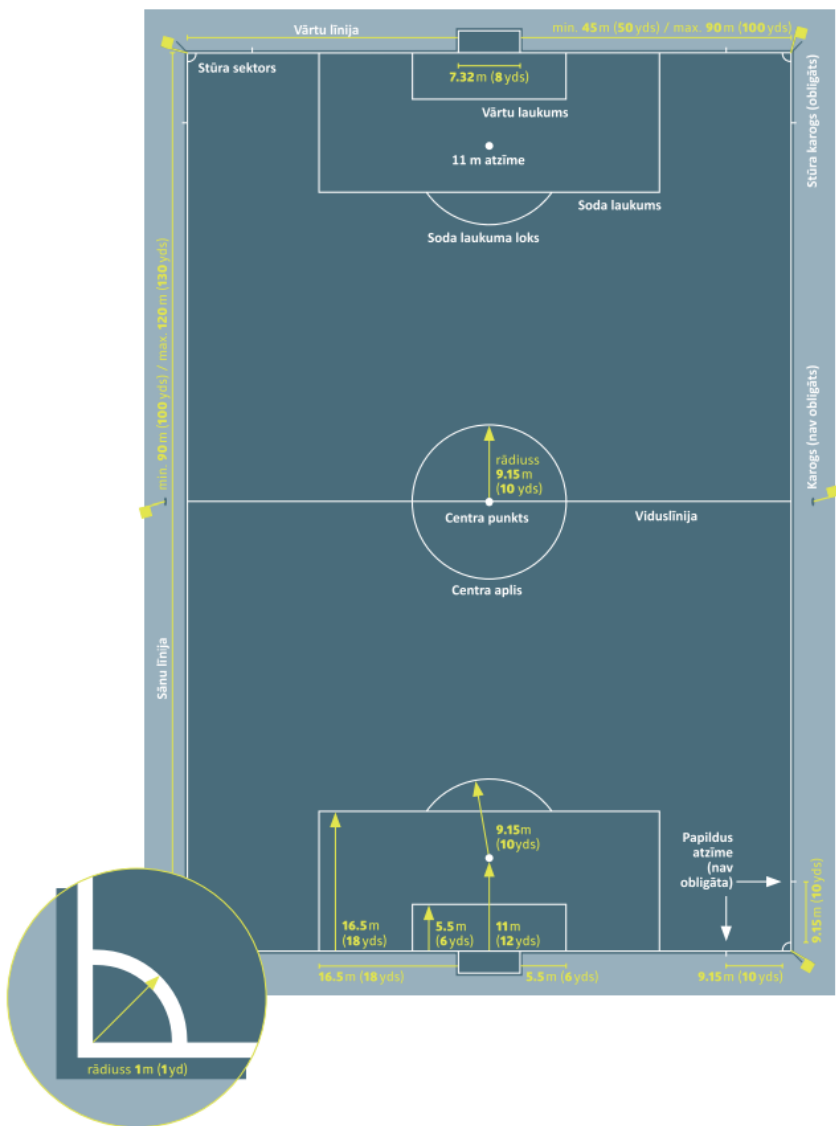 Vārtu līnija
min. 45 m (50 yds) / max. 90 m (100 yds)
Stūra sektors
7.32 m (8 yds)
Vārtu laukums
11 m atzīme
Soda laukums
Soda laukuma loks
Stūra karogs (obligāts)
min. 90 m (100 yds) / max. 120 m (130 yds)
Karogs (nav obligāts)
rādiuss
9.15 m
(10 yds)
Centra punkts
Viduslīnija
Centra aplis
Sānu līnija
9.15 m
(10 yds)
Papildus
atzīme
(nav
obligāta)
16.5 m
(18 yds)
5.5 m
(6 yds)
11 m
(12 yds)
9.15 m (10 yds)
16.5 m (18 yds)
5.5 m (6 yds)
9.15 m (10 yds)
rādiuss 1 m (1 yd)